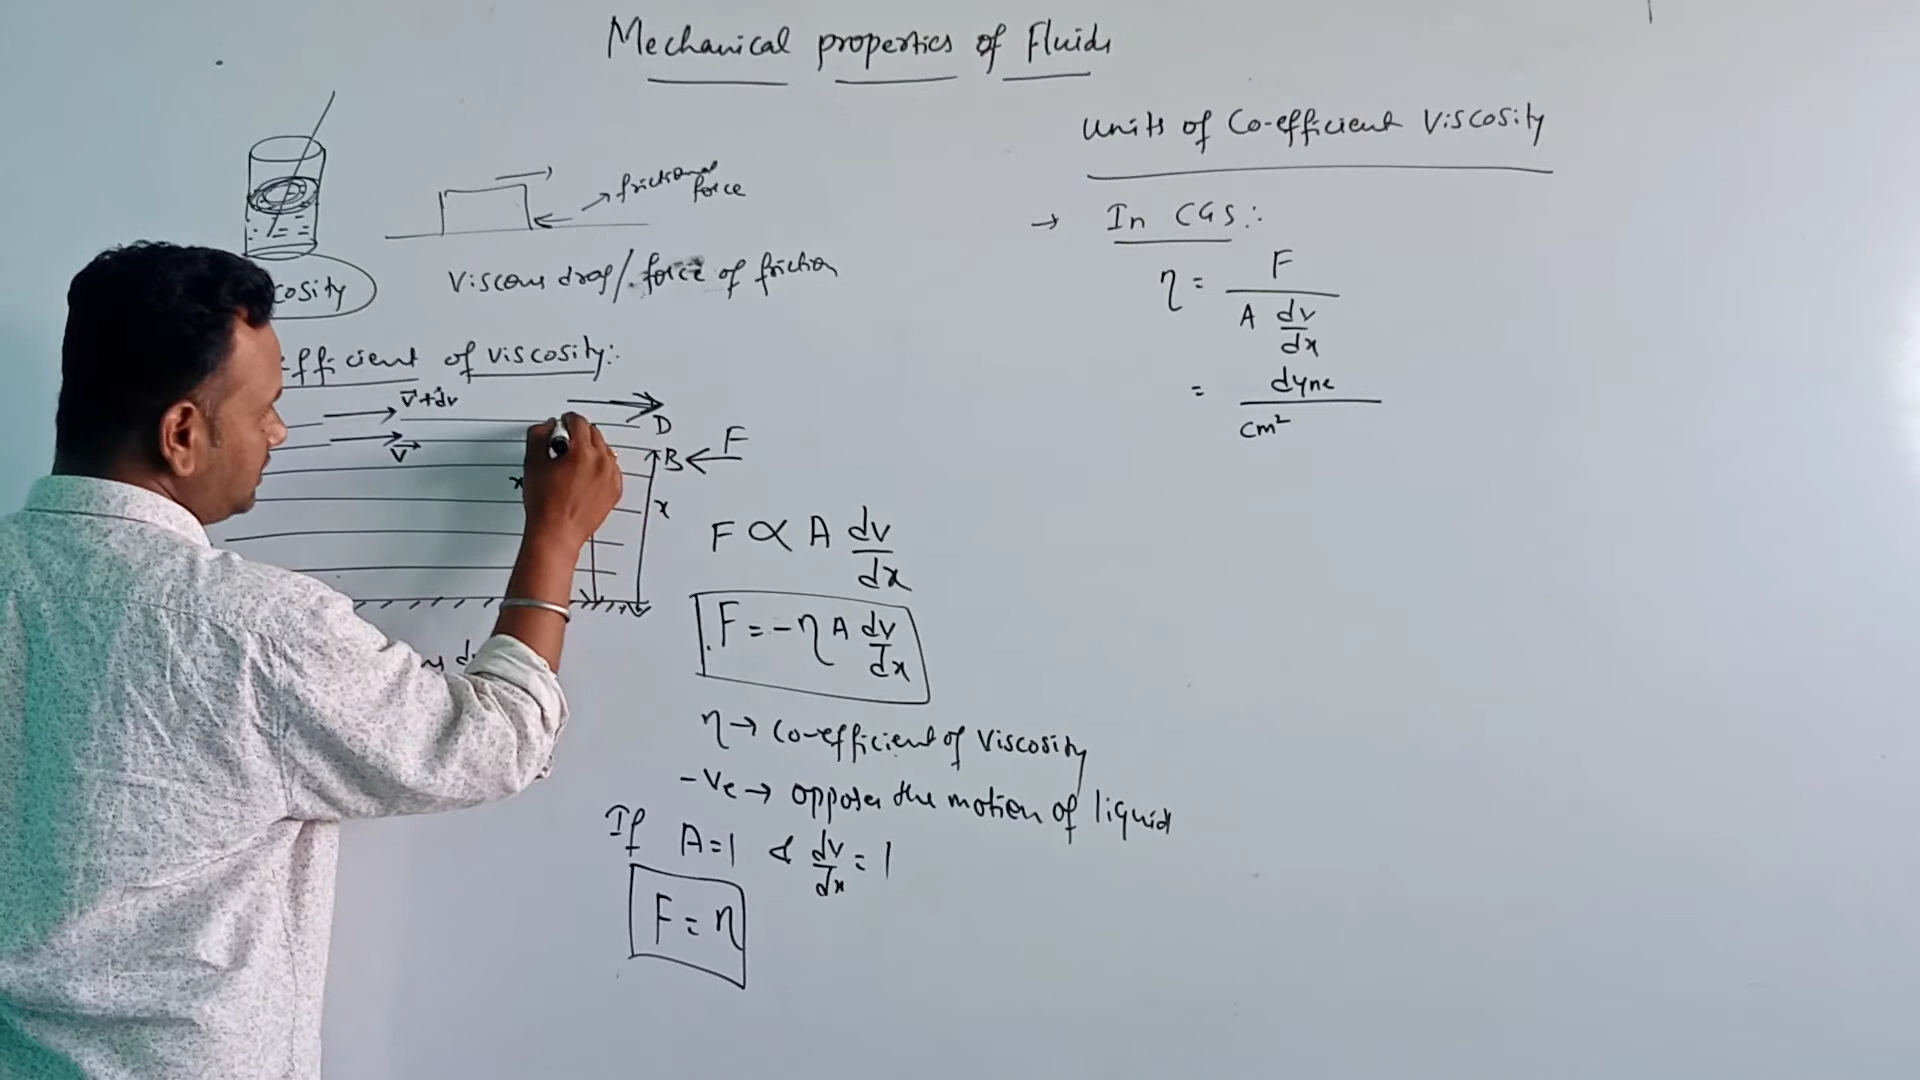 Mechanical properties of Fluids
frictional force
cosity
Viscous drag/force of friction
efficient of viscosity:
v+dv
D
v
B ← F
x
x
F ∝ A dv/dx
F = -η A dv/dx
η → Co-efficient of Viscosity
-Ve → opposes the motion of liquid
If A=1 & dv/dx = 1
F = η
Units of Co-efficient Viscosity
→ In CGS:
η = F / A dv/dx
= dyne / cm²